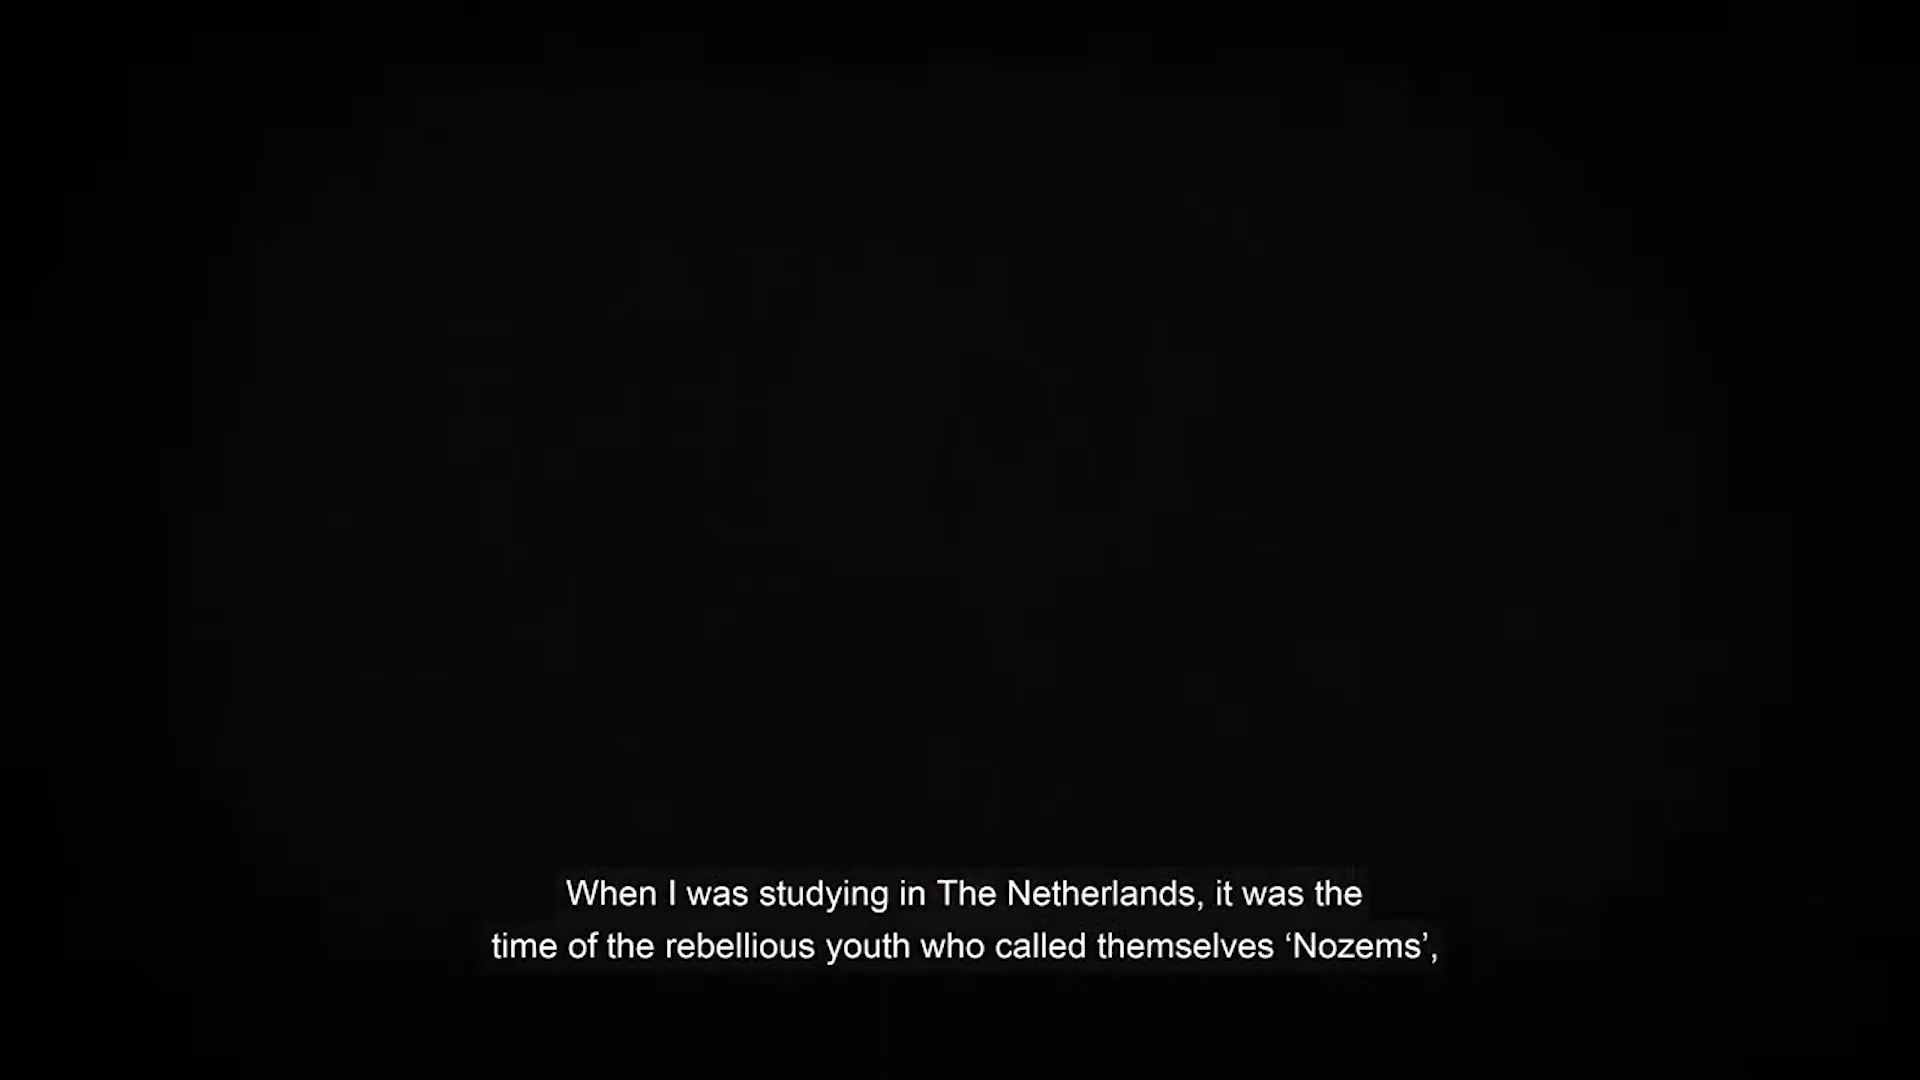 When I was studying in The Netherlands, it was the
time of the rebellious youth who called themselves ‘Nozems’,